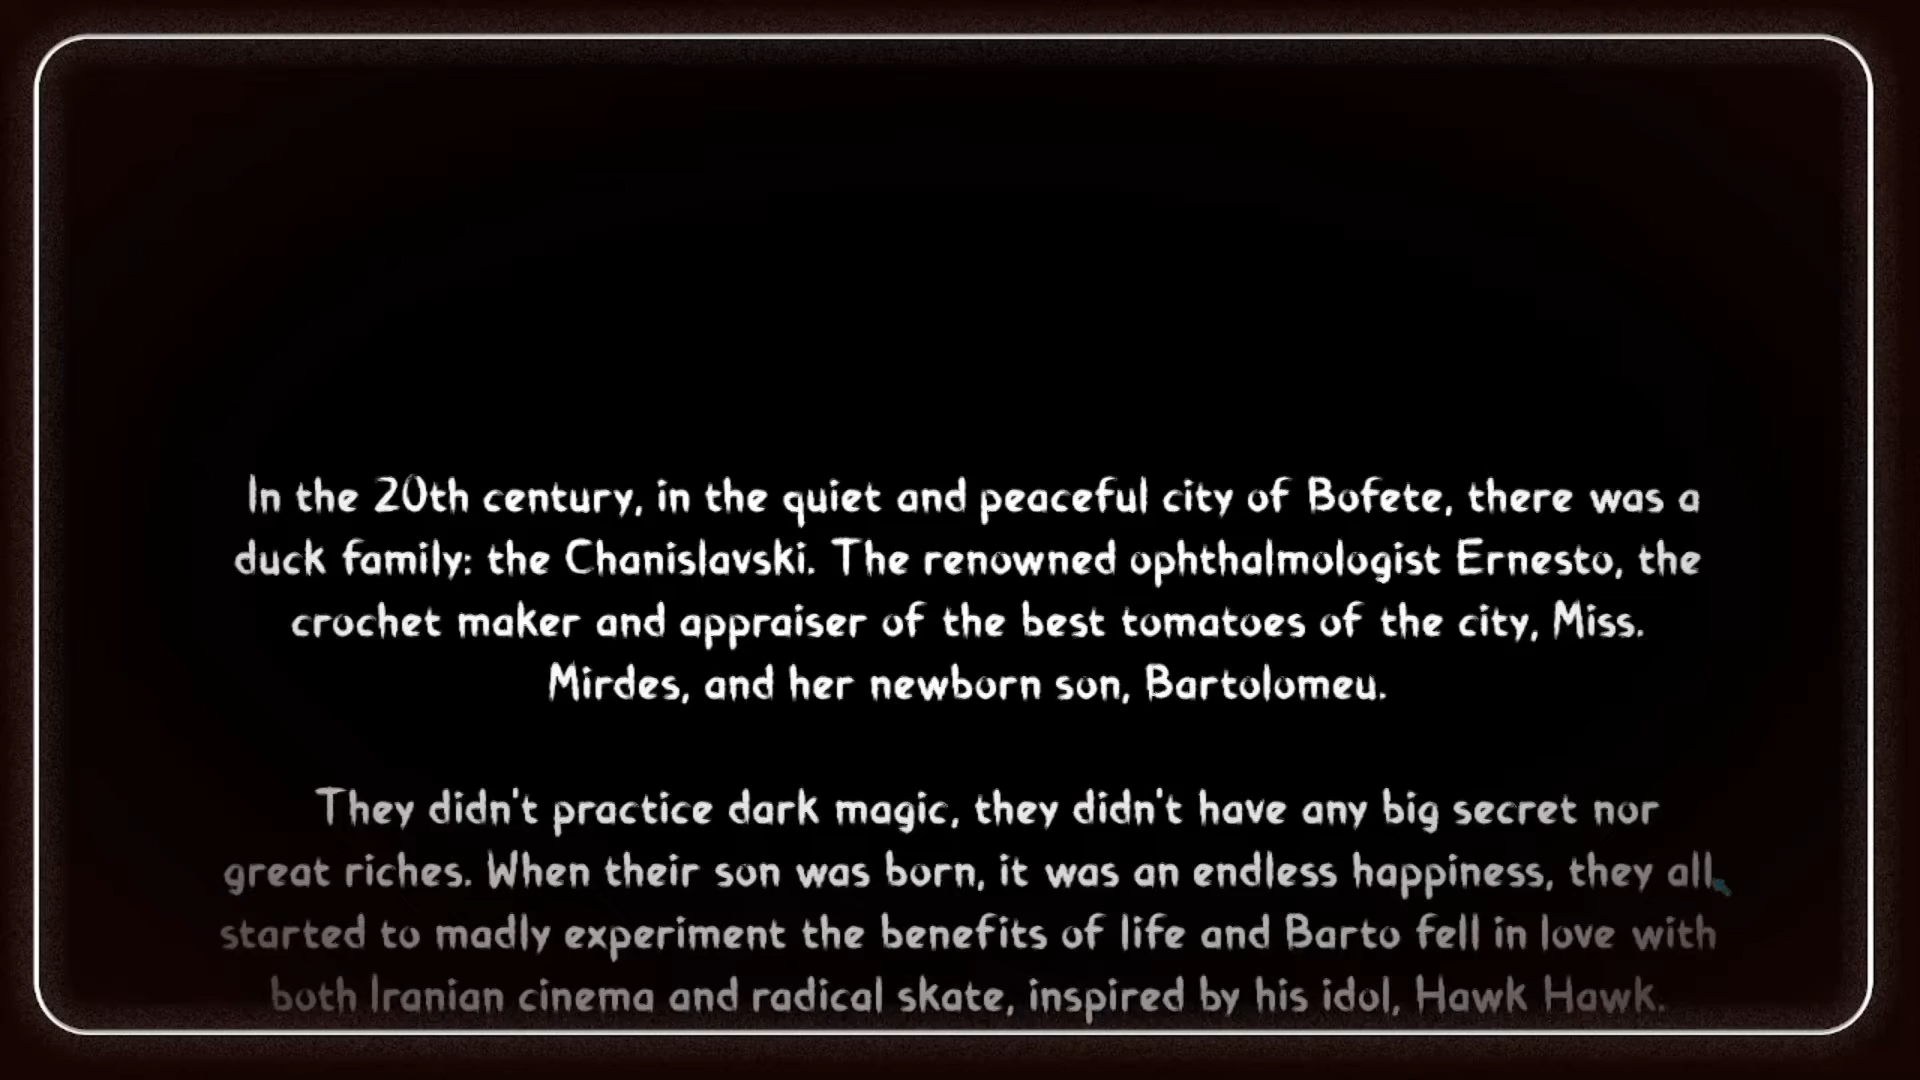 In the 20th century, in the quiet and peaceful city of Bofete, there was a
duck family: the Chanislavski. The renowned ophthalmologist Ernesto, the
crochet maker and appraiser of the best tomatoes of the city, Miss.
Mirdes, and her newborn son, Bartolomeu.
They didn't practice dark magic, they didn't have any big secret nor
great riches. When their son was born, it was an endless happiness, they all
started to madly experiment the benefits of life and Barto fell in love with
both Iranian cinema and radical skate, inspired by his idol, Hawk Hawk.